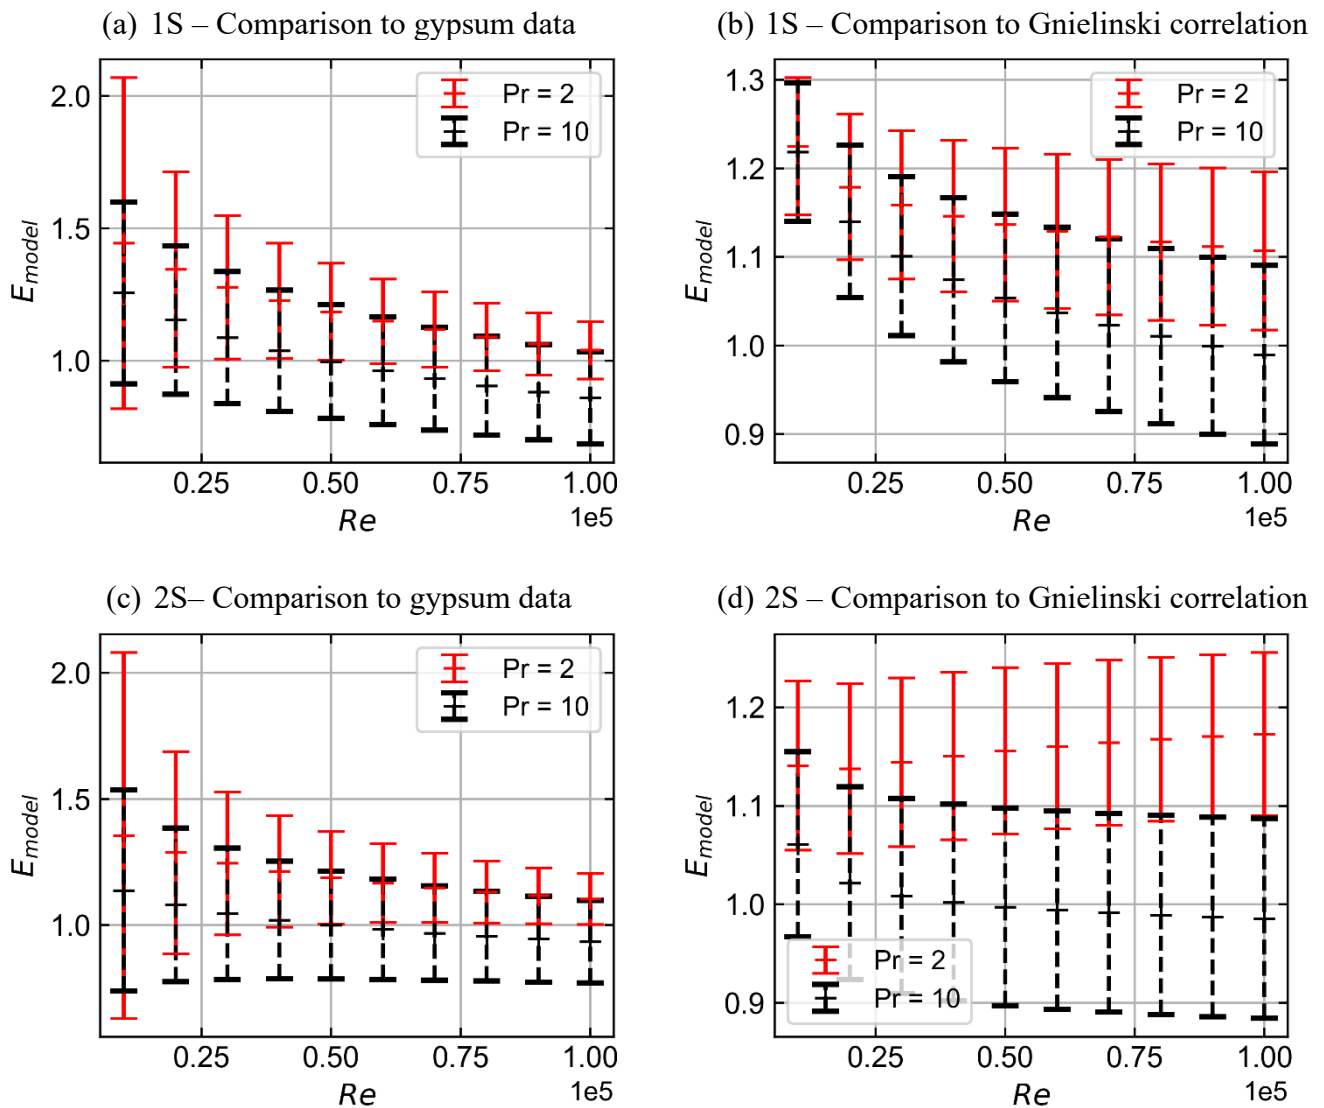 (a) 1S – Comparison to gypsum data
(b) 1S – Comparison to Gnielinski correlation
2.0
1.5
1.0
E_model
Pr = 2
Pr = 10
0.25 0.50 0.75 1.00
Re
1e5
1.3
1.2
1.1
1.0
0.9
E_model
Pr = 2
Pr = 10
0.25 0.50 0.75 1.00
Re
1e5
(c) 2S– Comparison to gypsum data
(d) 2S – Comparison to Gnielinski correlation
2.0
1.5
1.0
E_model
Pr = 2
Pr = 10
0.25 0.50 0.75 1.00
Re
1e5
1.2
1.1
1.0
0.9
E_model
Pr = 2
Pr = 10
0.25 0.50 0.75 1.00
Re
1e5